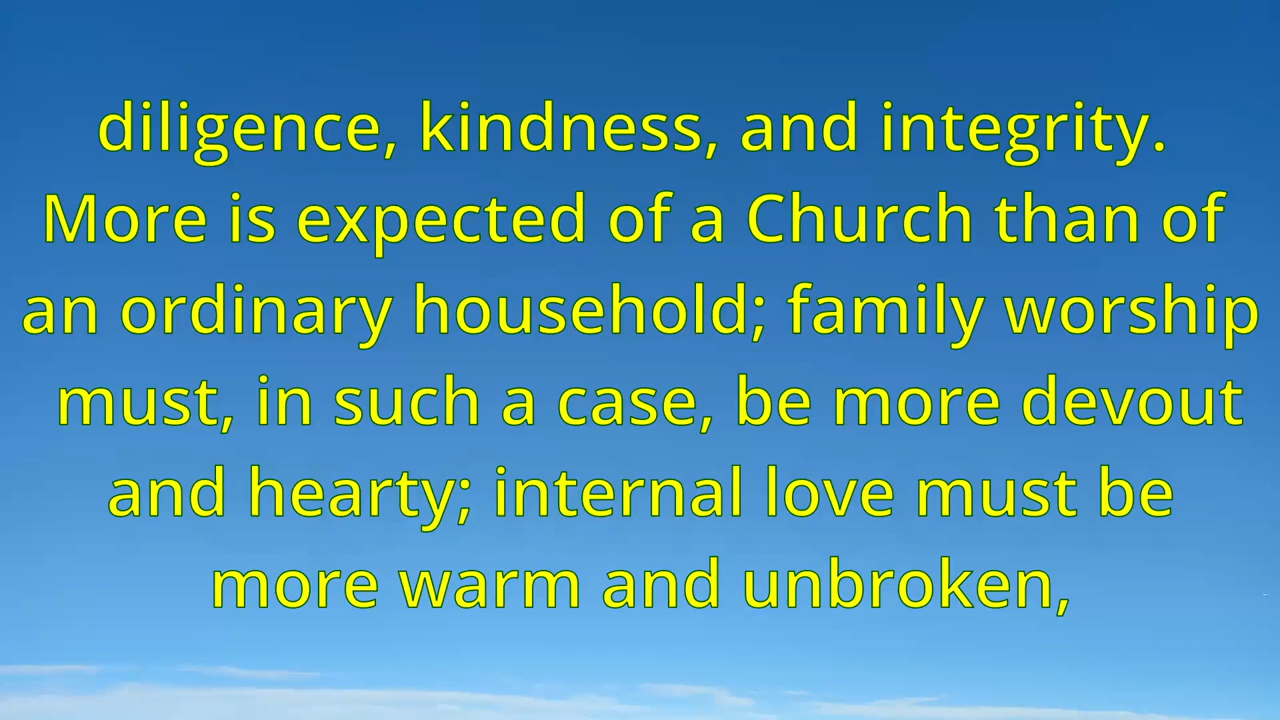 diligence, kindness, and integrity.
More is expected of a Church than of
an ordinary household; family worship
must, in such a case, be more devout
and hearty; internal love must be
more warm and unbroken,